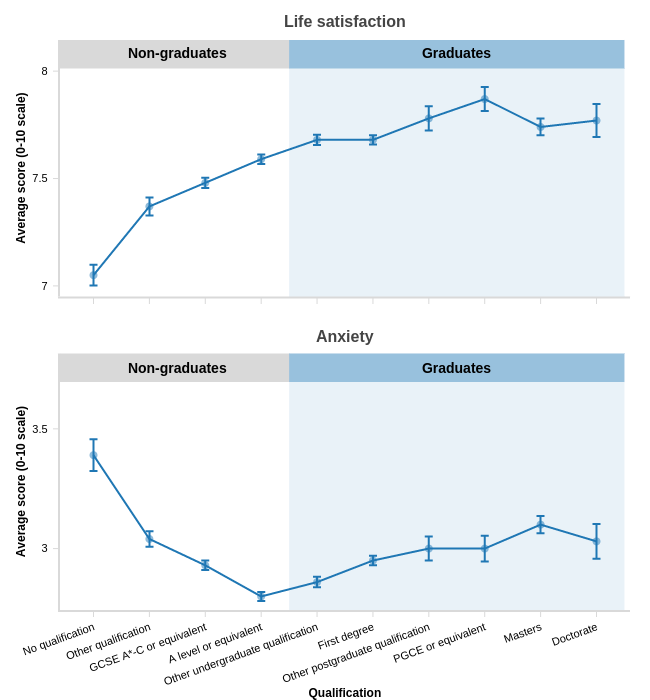 Life satisfaction
Non-graduates
Graduates
Average score (0-10 scale)
8
7.5
7
Anxiety
Non-graduates
Graduates
Average score (0-10 scale)
3.5
3
No qualification
Other qualification
GCSE A*-C or equivalent
A level or equivalent
Other undergraduate qualification
First degree
Other postgraduate qualification
PGCE or equivalent
Masters
Doctorate
Qualification